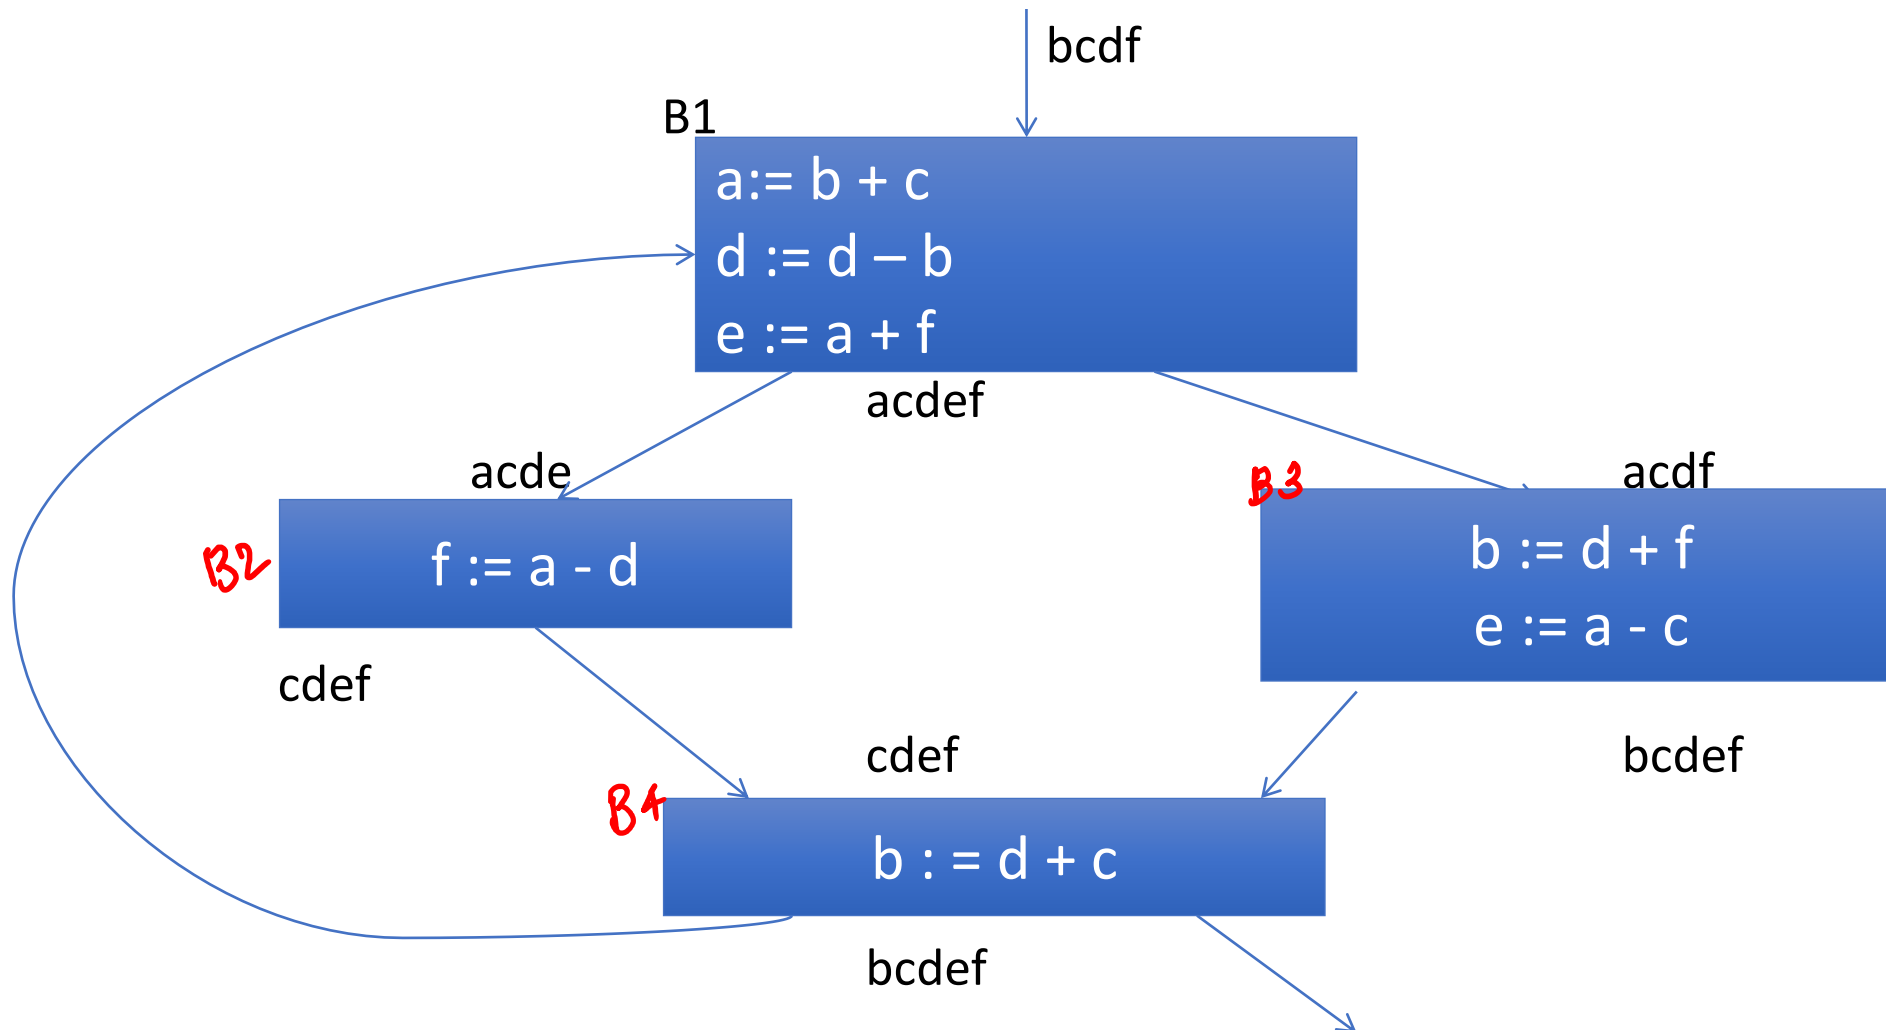 bcdf
B1
a:= b + c
d := d – b
e := a + f
acdef
acde
B3
acdf
B2
f := a - d
b := d + f
e := a - c
cdef
cdef
bcdef
B4
b : = d + c
bcdef